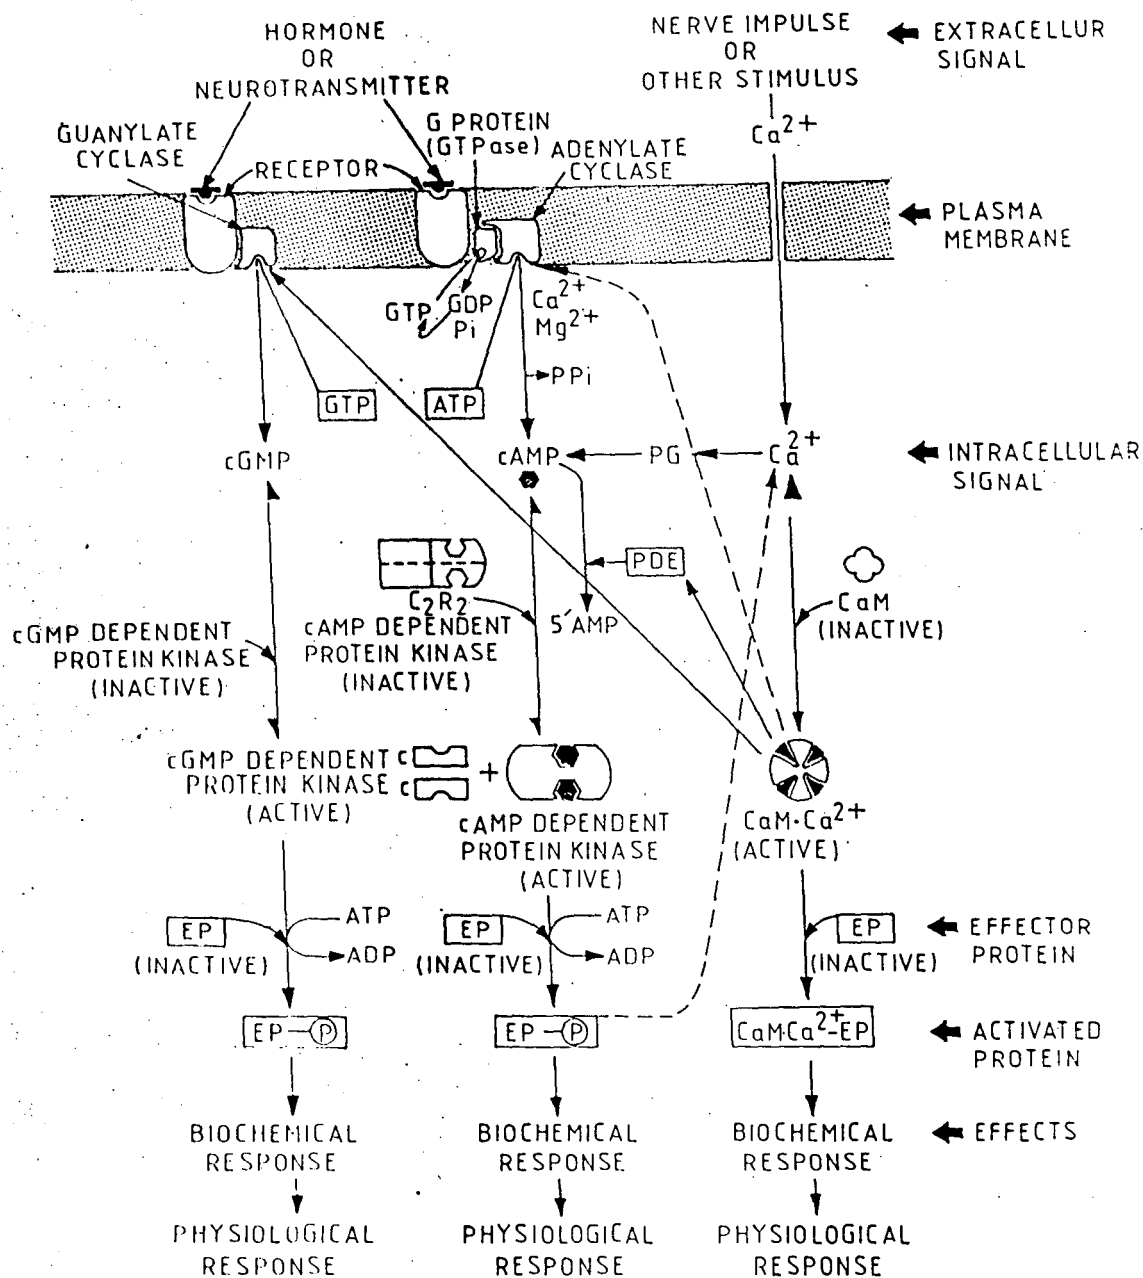 HORMONE
OR
NEUROTRANSMITTER
NERVE IMPULSE
OR
OTHER STIMULUS
EXTRACELLUR
SIGNAL
Ca2+
GUANYLATE
CYCLASE
RECEPTOR
G PROTEIN
(GTPase)
ADENYLATE
CYCLASE
PLASMA
MEMBRANE
GTP
GDP
Pi
Ca2+
Mg2+
PPi
GTP
ATP
cGMP
cAMP
PG
Ca2+
INTRACELLULAR
SIGNAL
PDE
C2R2
cAMP DEPENDENT
PROTEIN KINASE
(INACTIVE)
5'AMP
CaM
(INACTIVE)
cGMP DEPENDENT
PROTEIN KINASE
(INACTIVE)
cGMP DEPENDENT
PROTEIN KINASE
(ACTIVE)
C
C
+
cAMP DEPENDENT
PROTEIN KINASE
(ACTIVE)
CaM·Ca2+
(ACTIVE)
EP
(INACTIVE)
ATP
ADP
EP
(INACTIVE)
ATP
ADP
EP
(INACTIVE)
EFFECTOR
PROTEIN
EP–P
EP–P
CaMCa2+-EP
ACTIVATED
PROTEIN
BIOCHEMICAL
RESPONSE
BIOCHEMICAL
RESPONSE
BIOCHEMICAL
RESPONSE
EFFECTS
PHYSIOLOGICAL
RESPONSE
PHYSIOLOGICAL
RESPONSE
PHYSIOLOGICAL
RESPONSE